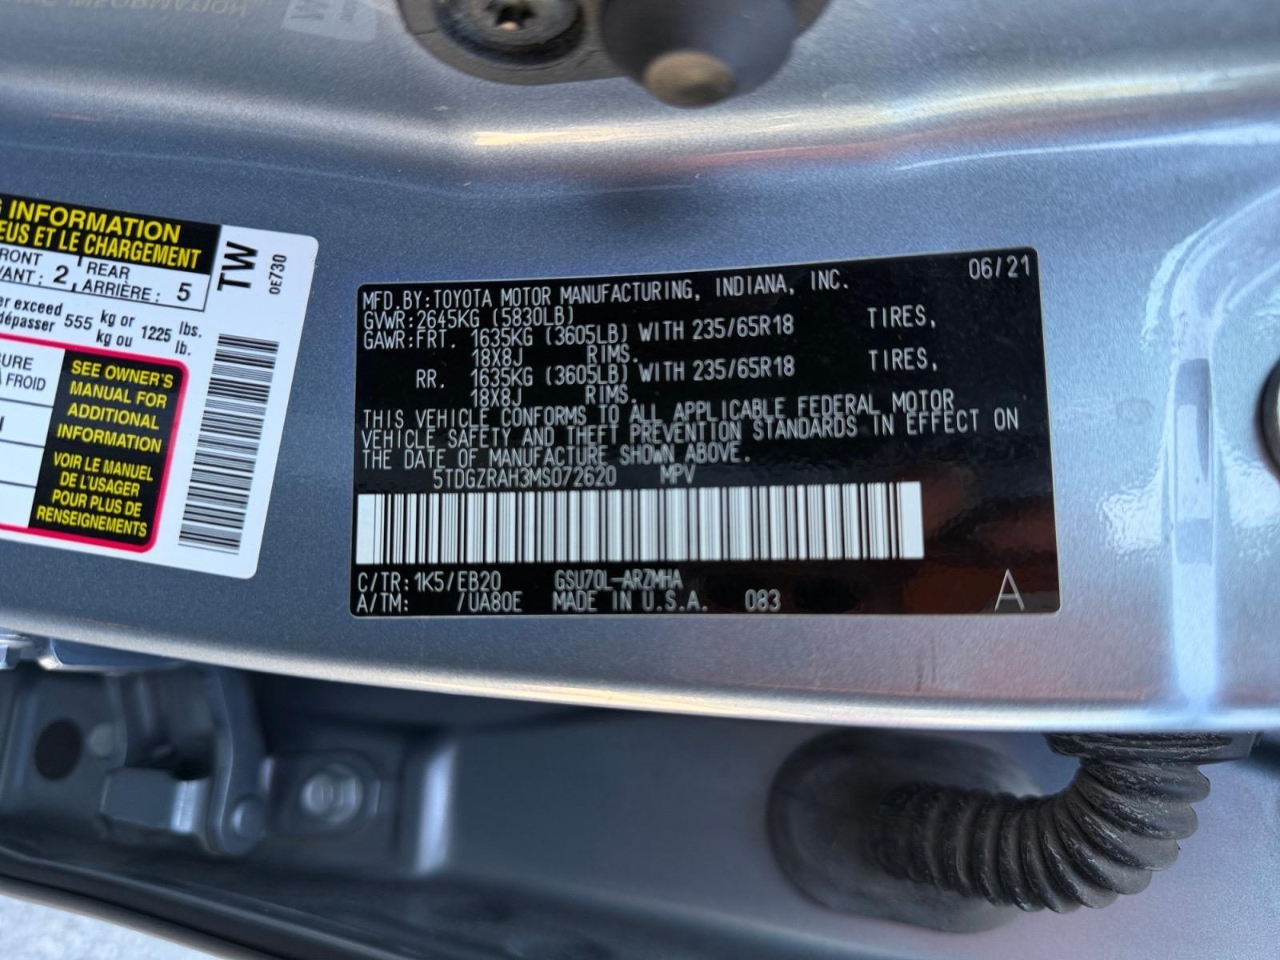 INFORMATION
EUS ET LE CHARGEMENT
FRONT
VANT : 2
REAR
ARRIÈRE : 5
er exceed
dépasser 555
kg or
kg ou
1225
lbs.
lb.
TW
0E730
SURE
À FROID
SEE OWNER'S
MANUAL FOR
ADDITIONAL
INFORMATION
VOIR LE MANUEL
DE L'USAGER
POUR PLUS DE
RENSEIGNEMENTS
MFD.BY:TOYOTA MOTOR MANUFACTURING, INDIANA, INC. 06/21
GVWR:2645KG (5830LB)
GAWR:FRT. 1635KG (3605LB) WITH 235/65R18 TIRES,
18X8J RIMS.
RR. 1635KG (3605LB) WITH 235/65R18 TIRES,
18X8J RIMS.
THIS VEHICLE CONFORMS TO ALL APPLICABLE FEDERAL MOTOR
VEHICLE SAFETY AND THEFT PREVENTION STANDARDS IN EFFECT ON
THE DATE OF MANUFACTURE SHOWN ABOVE.
5TDGZRAH3MS072620 MPV
C/TR: 1K5/EB20 GSU70L-ARZMHA
A/TM: /UA80E MADE IN U.S.A. 083
A